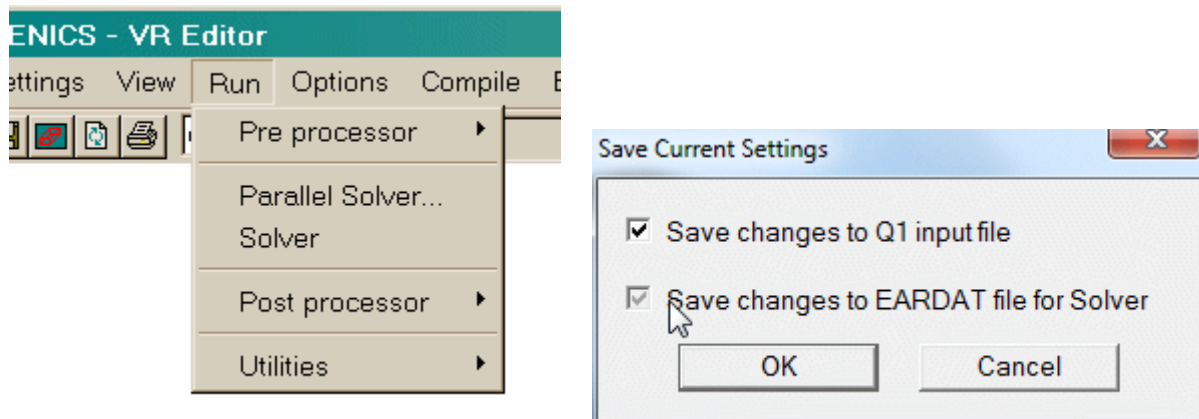 ENICS - VR Editor
ettings View Run Options Compile
Pre processor
Parallel Solver...
Solver
Post processor
Utilities
Save Current Settings
Save changes to Q1 input file
Save changes to EARDAT file for Solver
OK Cancel